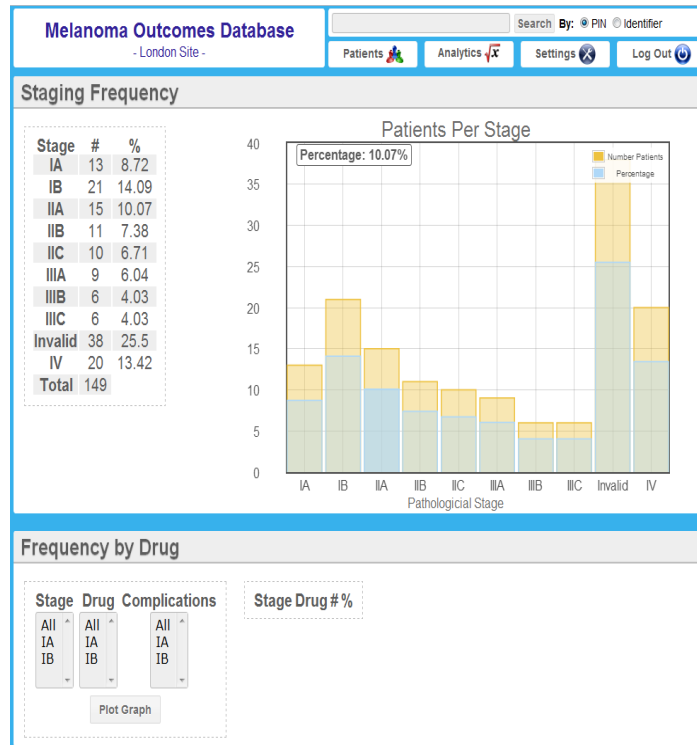 Melanoma Outcomes Database
- London Site -
Search By: PIN Identifier
Patients Analytics √x Settings Log Out
Staging Frequency
Stage # %
IA 13 8.72
IB 21 14.09
IIA 15 10.07
IIB 11 7.38
IIC 10 6.71
IIIA 9 6.04
IIIB 6 4.03
IIIC 6 4.03
Invalid 38 25.5
IV 20 13.42
Total 149
Patients Per Stage
Percentage: 10.07%
Number Patients
Percentage
40
35
30
25
20
15
10
5
0
IA IB IIA IIB IIC IIIA IIIB IIIC Invalid IV
Pathologicial Stage
Frequency by Drug
Stage Drug Complications
All All All
IA IA IA
IB IB IB
Plot Graph
Stage Drug # %